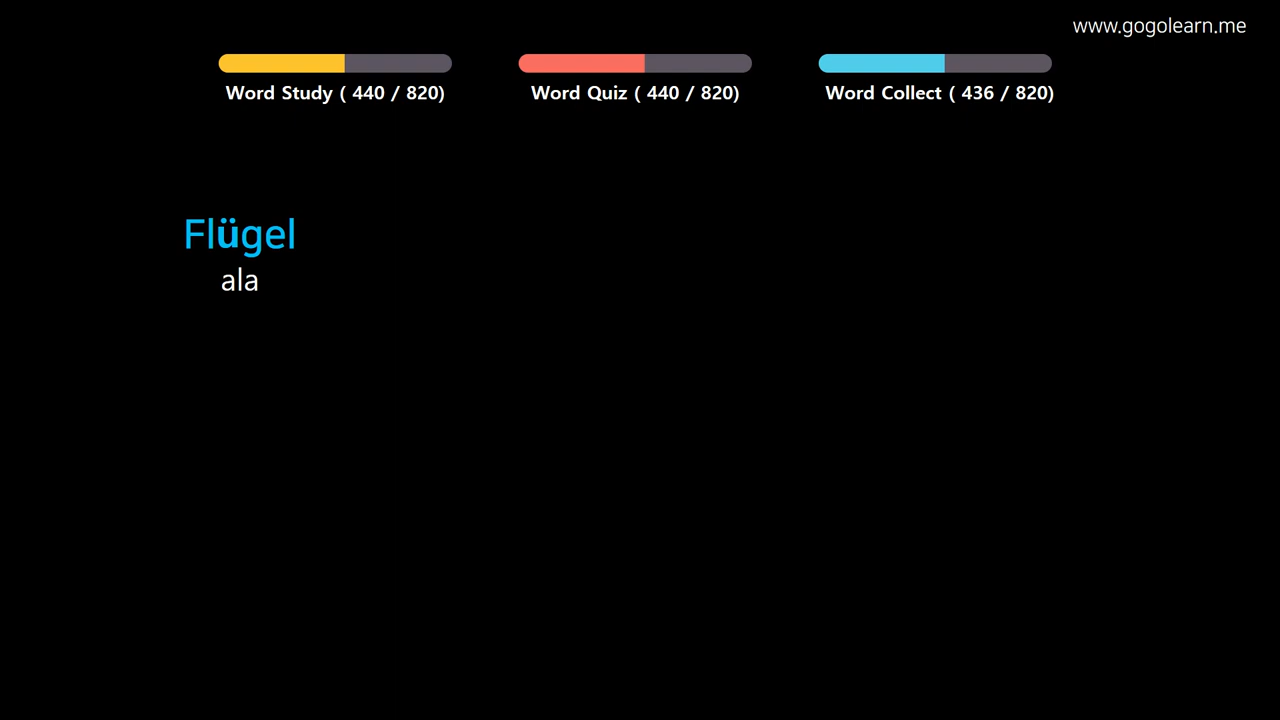 www.gogolearn.me
Word Study ( 440 / 820)
Word Quiz ( 440 / 820)
Word Collect ( 436 / 820)
Flügel
ala